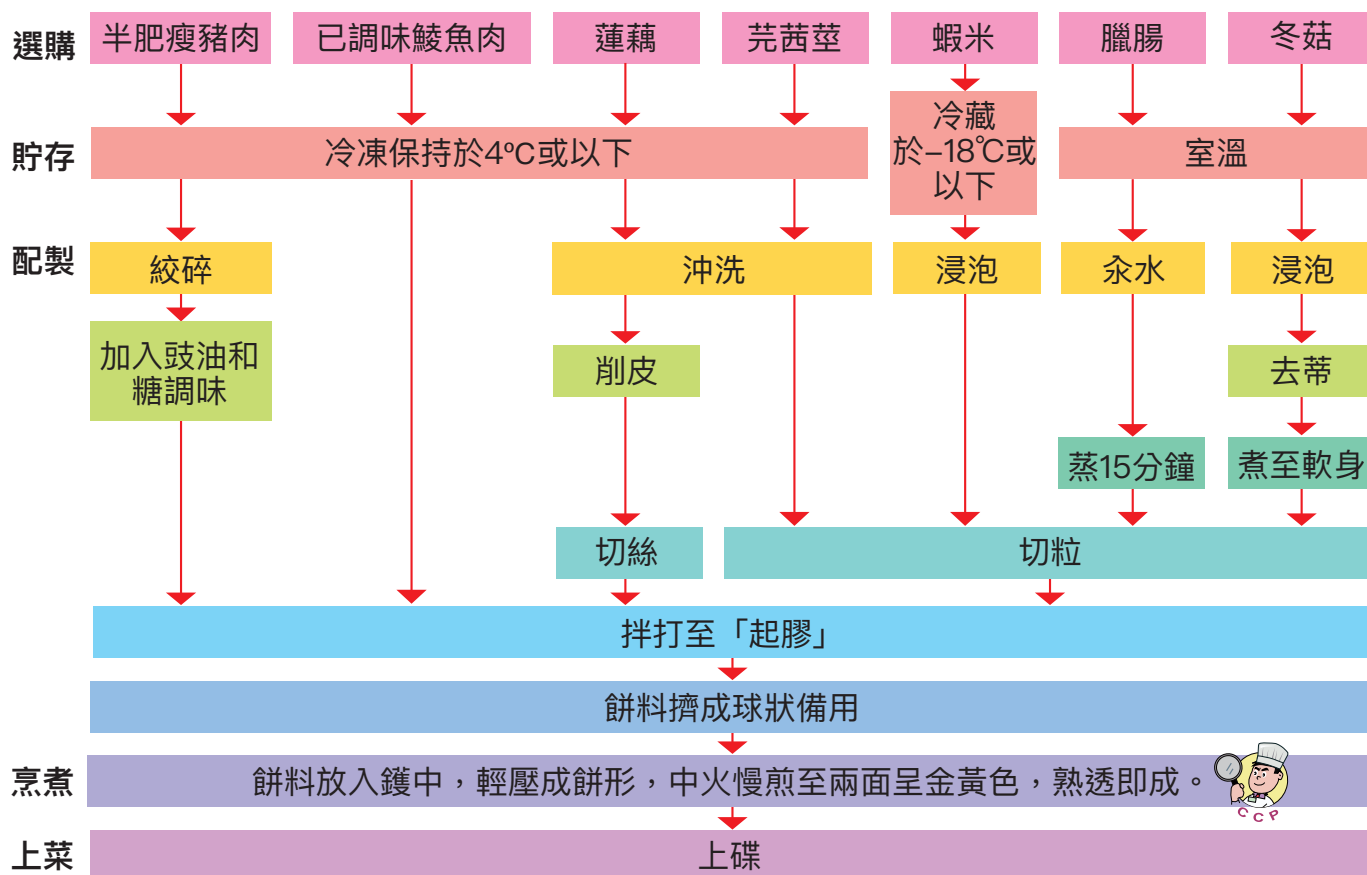 選購
半肥瘦豬肉
已調味鯪魚肉
蓮藕
芫茜莖
蝦米
臘腸
冬菇
貯存
冷凍保持於4℃或以下
冷藏
於–18℃或
以下
室溫
配製
絞碎
沖洗
浸泡
汆水
浸泡
加入豉油和
糖調味
削皮
去蒂
蒸15分鐘
煮至軟身
切絲
切粒
拌打至「起膠」
餅料擠成球狀備用
烹煮
餅料放入鑊中，輕壓成餅形，中火慢煎至兩面呈金黃色，熟透即成。
CCP
上菜
上碟